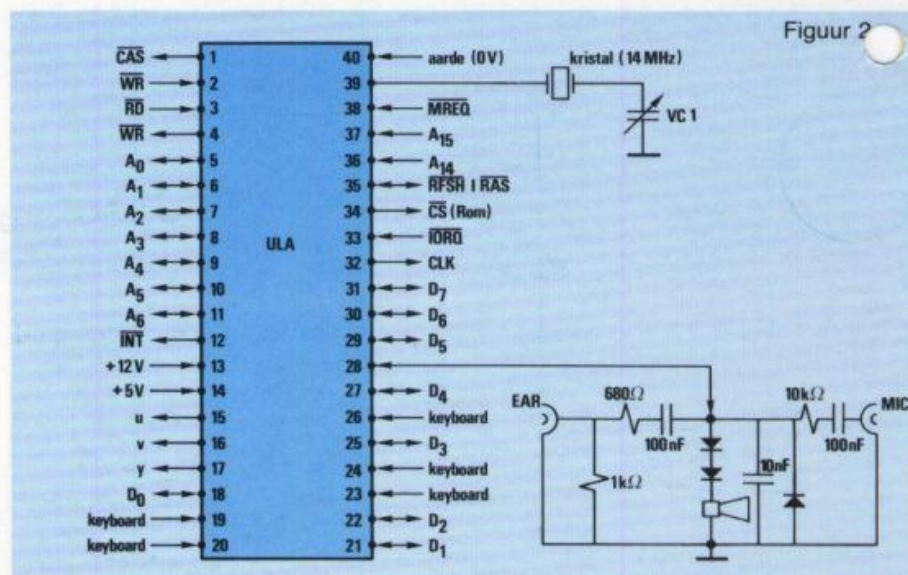 Figuur 2
CAS 1
WR 2
RD 3
WR 4
A0 5
A1 6
A2 7
A3 8
A4 9
A5 10
A6 11
INT 12
+12V 13
+5V 14
u 15
v 16
y 17
D0 18
keyboard 19
keyboard 20
ULA
40 aarde (0V)
39
38 MREQ
37 A15
36 A14
35 RFSR I RAS
34 CS (Rom)
33 IORQ
32 CLK
31 D7
30 D6
29 D5
28
27 D4
26 keyboard
25 D3
24 keyboard
23 keyboard
22 D2
21 D1
kristal (14 MHz)
VC 1
EAR
680Ω
100nF
1kΩ
10nF
10kΩ
100nF
MIC